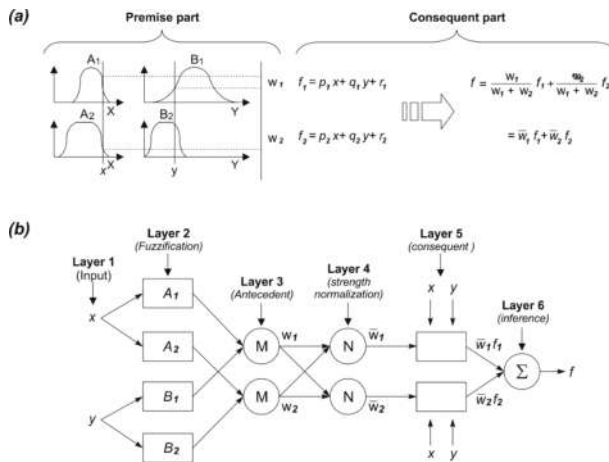 (a)
Premise part
Consequent part
A₁
B₁
X
Y
w₁
f₁ = p₁ x + q₁ y + r₁
f = w₁ / w₁ + w₂ f₁ + w₂ / w₁ + w₂ f₂
A₂
B₂
X
Y
x
y
w₂
f₂ = p₂ x + q₂ y + r₂
= w̅₁ f₁ + w̅₂ f₂
(b)
Layer 1
(Input)
Layer 2
(Fuzzification)
Layer 3
(Antecedent)
Layer 4
(strength
normalization)
Layer 5
(consequent )
Layer 6
(inference)
x
y
x
A₁
A₂
y
B₁
B₂
M
w₁
N
w̅₁
w̅₁f₁
M
w₂
N
w̅₂
w̅₂f₂
Σ
f
x
y